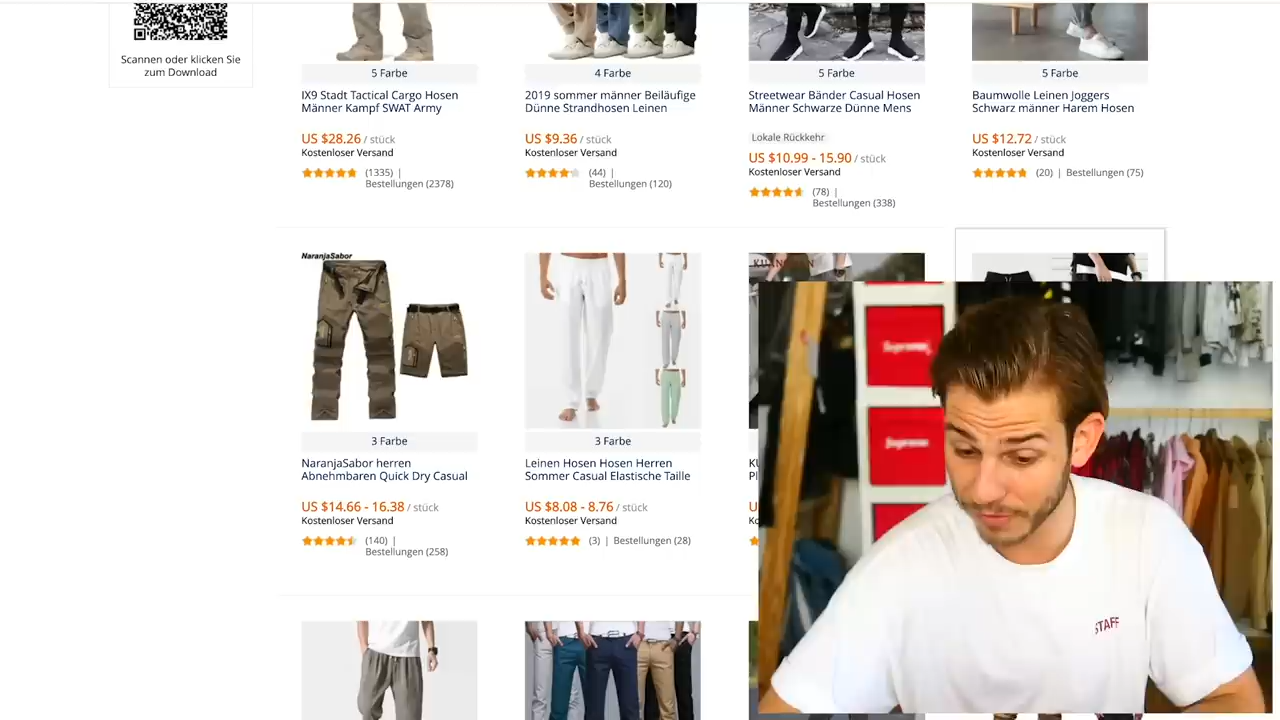 Scannen oder klicken Sie
zum Download
5 Farbe
IX9 Stadt Tactical Cargo Hosen
Männer Kampf SWAT Army
US $28.26 / stück
Kostenloser Versand
(1335) |
Bestellungen (2378)
4 Farbe
2019 sommer männer Beiläufige
Dünne Strandhosen Leinen
US $9.36 / stück
Kostenloser Versand
(44) |
Bestellungen (120)
5 Farbe
Streetwear Bänder Casual Hosen
Männer Schwarze Dünne Mens
Lokale Rückkehr
US $10.99 - 15.90 / stück
Kostenloser Versand
(78) |
Bestellungen (338)
5 Farbe
Baumwolle Leinen Joggers
Schwarz männer Harem Hosen
US $12.72 / stück
Kostenloser Versand
(20) | Bestellungen (75)
NaranjaSabor
3 Farbe
NaranjaSabor herren
Abnehmbaren Quick Dry Casual
US $14.66 - 16.38 / stück
Kostenloser Versand
(140) |
Bestellungen (258)
3 Farbe
Leinen Hosen Hosen Herren
Sommer Casual Elastische Taille
US $8.08 - 8.76 / stück
Kostenloser Versand
(3) | Bestellungen (28)
Supreme
Supreme
STAFF